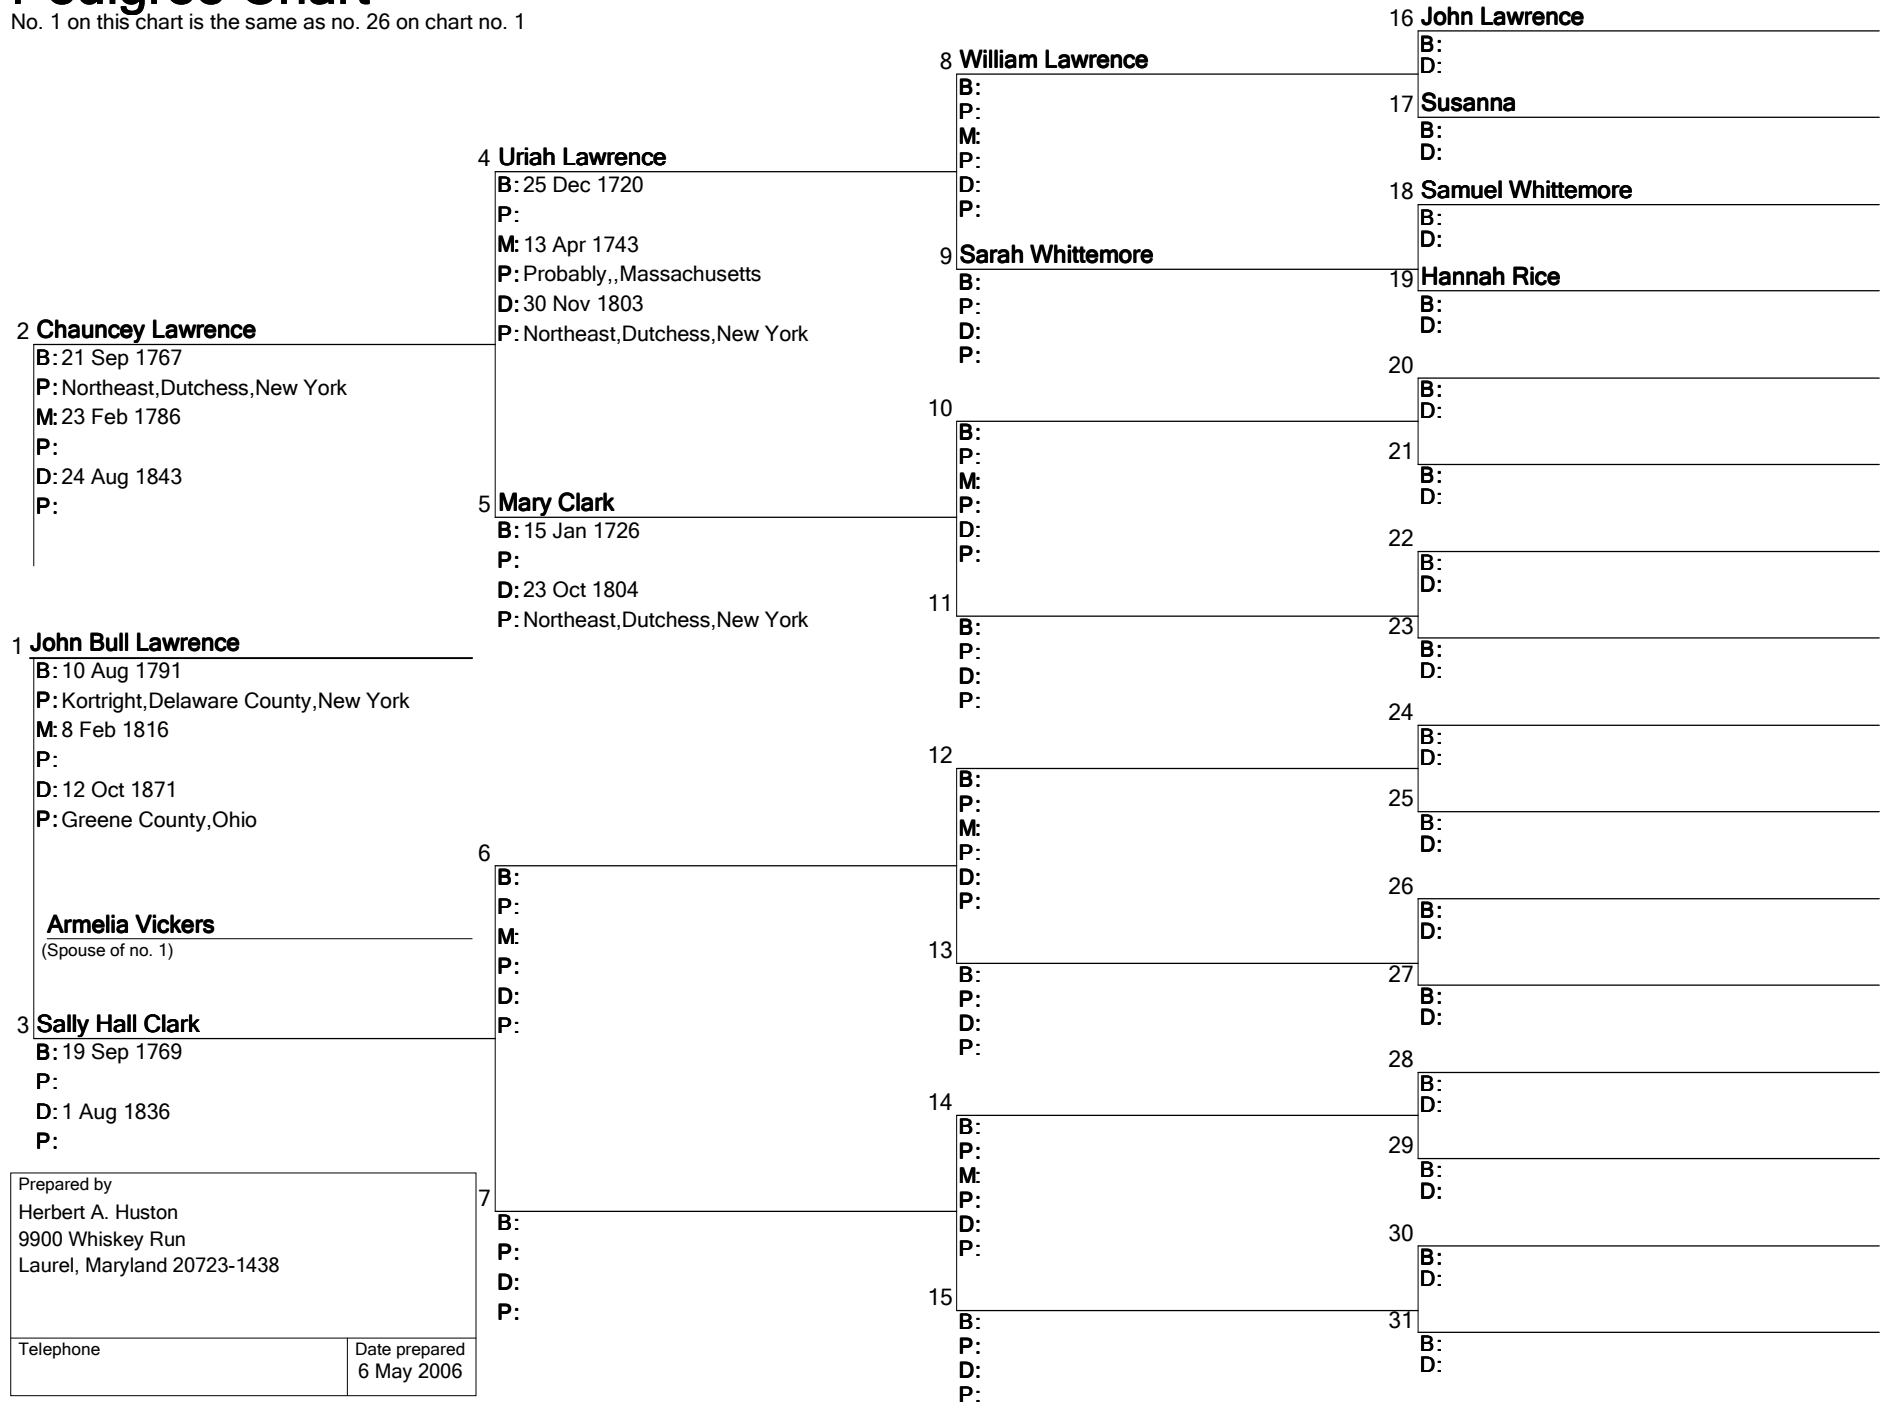 Pedigree Chart
No. 1 on this chart is the same as no. 26 on chart no. 1
1 John Bull Lawrence
B: 10 Aug 1791
P: Kortright,Delaware County,New York
M: 8 Feb 1816
P:
D: 12 Oct 1871
P: Greene County,Ohio
Armelia Vickers
(Spouse of no. 1)
2 Chauncey Lawrence
B: 21 Sep 1767
P: Northeast,Dutchess,New York
M: 23 Feb 1786
P:
D: 24 Aug 1843
P:
3 Sally Hall Clark
B: 19 Sep 1769
P:
D: 1 Aug 1836
P:
Prepared by
Herbert A. Huston
9900 Whiskey Run
Laurel, Maryland 20723-1438
Telephone
Date prepared
6 May 2006
4 Uriah Lawrence
B: 25 Dec 1720
P:
M: 13 Apr 1743
P: Probably,,Massachusetts
D: 30 Nov 1803
P: Northeast,Dutchess,New York
5 Mary Clark
B: 15 Jan 1726
P:
D: 23 Oct 1804
P: Northeast,Dutchess,New York
6
B:
P:
M:
P:
D:
P:
7
B:
P:
D:
P:
8 William Lawrence
B:
P:
M:
P:
D:
P:
9 Sarah Whittemore
B:
P:
D:
P:
10
B:
P:
M:
P:
D:
P:
11
B:
P:
D:
P:
12
B:
P:
M:
P:
D:
P:
13
B:
P:
D:
P:
14
B:
P:
M:
P:
D:
P:
15
B:
P:
D:
P:
16 John Lawrence
B:
D:
17 Susanna
B:
D:
18 Samuel Whittemore
B:
D:
19 Hannah Rice
B:
D:
20
B:
D:
21
B:
D:
22
B:
D:
23
B:
D:
24
B:
D:
25
B:
D:
26
B:
D:
27
B:
D:
28
B:
D:
29
B:
D:
30
B:
D:
31
B:
D: